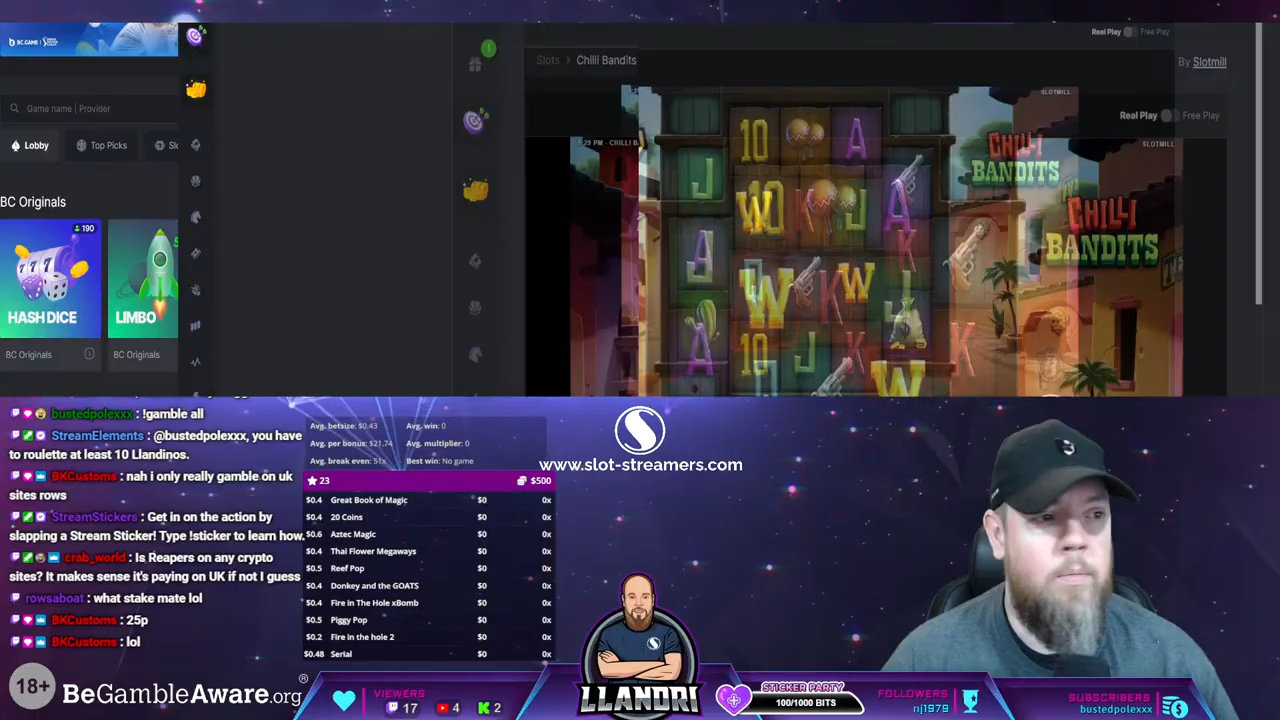 Real Play Free Play
BC.GAME
Slots > Chilli Bandits
By Slotmill
SLOTMILL
Game name | Provider
Real Play Free Play
Lobby
Top Picks
10
A
CHILLI
BANDITS
SLOTMILL
J
W
10
K
J
A
K
CHILLI
BANDITS
BC Originals
190
A
W
K
W
HASH DICE
LIMBO
A
10
J
K
K
W
BC Originals
BC Originals
bustedpolexxx: !gamble all
StreamElements: @bustedpolexxx, you have
to roulette at least 10 Llandinos.
BKCustoms: nah i only really gamble on uk
sites rows
StreamStickers: Get in on the action by
slapping a Stream Sticker! Type !sticker to learn how.
crab_world: Is Reapers on any crypto
sites? It makes sense it's paying on UK if not I guess
rowsaboat: what stake mate lol
BKCustoms: 25p
BKCustoms: lol
Avg. betsize: $0.43 Avg. win: 0
Avg. per bonus: $21.74 Avg. multiplier: 0
Avg. break even: 51x Best win: No game
23 $500
$0.4 Great Book of Magic $0 0x
$0.4 20 Coins $0 0x
$0.6 Aztec Magic $0 0x
$0.4 Thai Flower Megaways $0 0x
$0.5 Reef Pop $0 0x
$0.4 Donkey and the GOATS $0 0x
$0.4 Fire in The Hole xBomb $0 0x
$0.5 Piggy Pop $0 0x
$0.2 Fire in the hole 2 $0 0x
$0.48 Serial $0 0x
S
www.slot-streamers.com
LLANDRI
18+ BeGambleAware.org®
VIEWERS
17 4 2
STICKER PARTY
100/1000 BITS
FOLLOWERS
nj1979
SUBSCRIBERS
bustedpolexxx